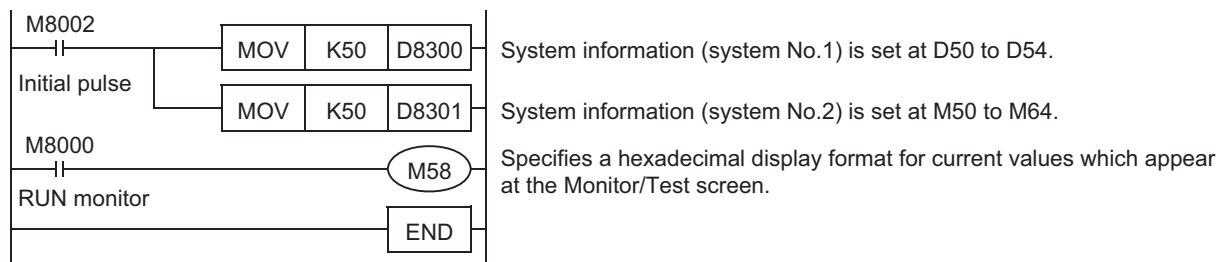 M8002
MOV K50 D8300 System information (system No.1) is set at D50 to D54.
Initial pulse
MOV K50 D8301 System information (system No.2) is set at M50 to M64.
M8000
M58 Specifies a hexadecimal display format for current values which appear
at the Monitor/Test screen.
RUN monitor
END